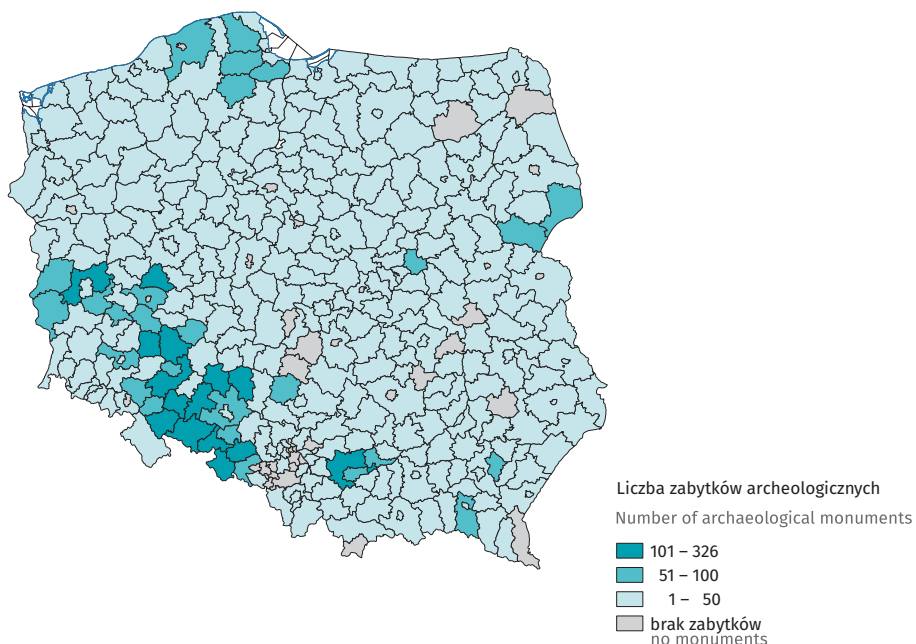 Liczba zabytków archeologicznych
Number of archaeological monuments
101 – 326
51 – 100
1 – 50
brak zabytków
no monuments